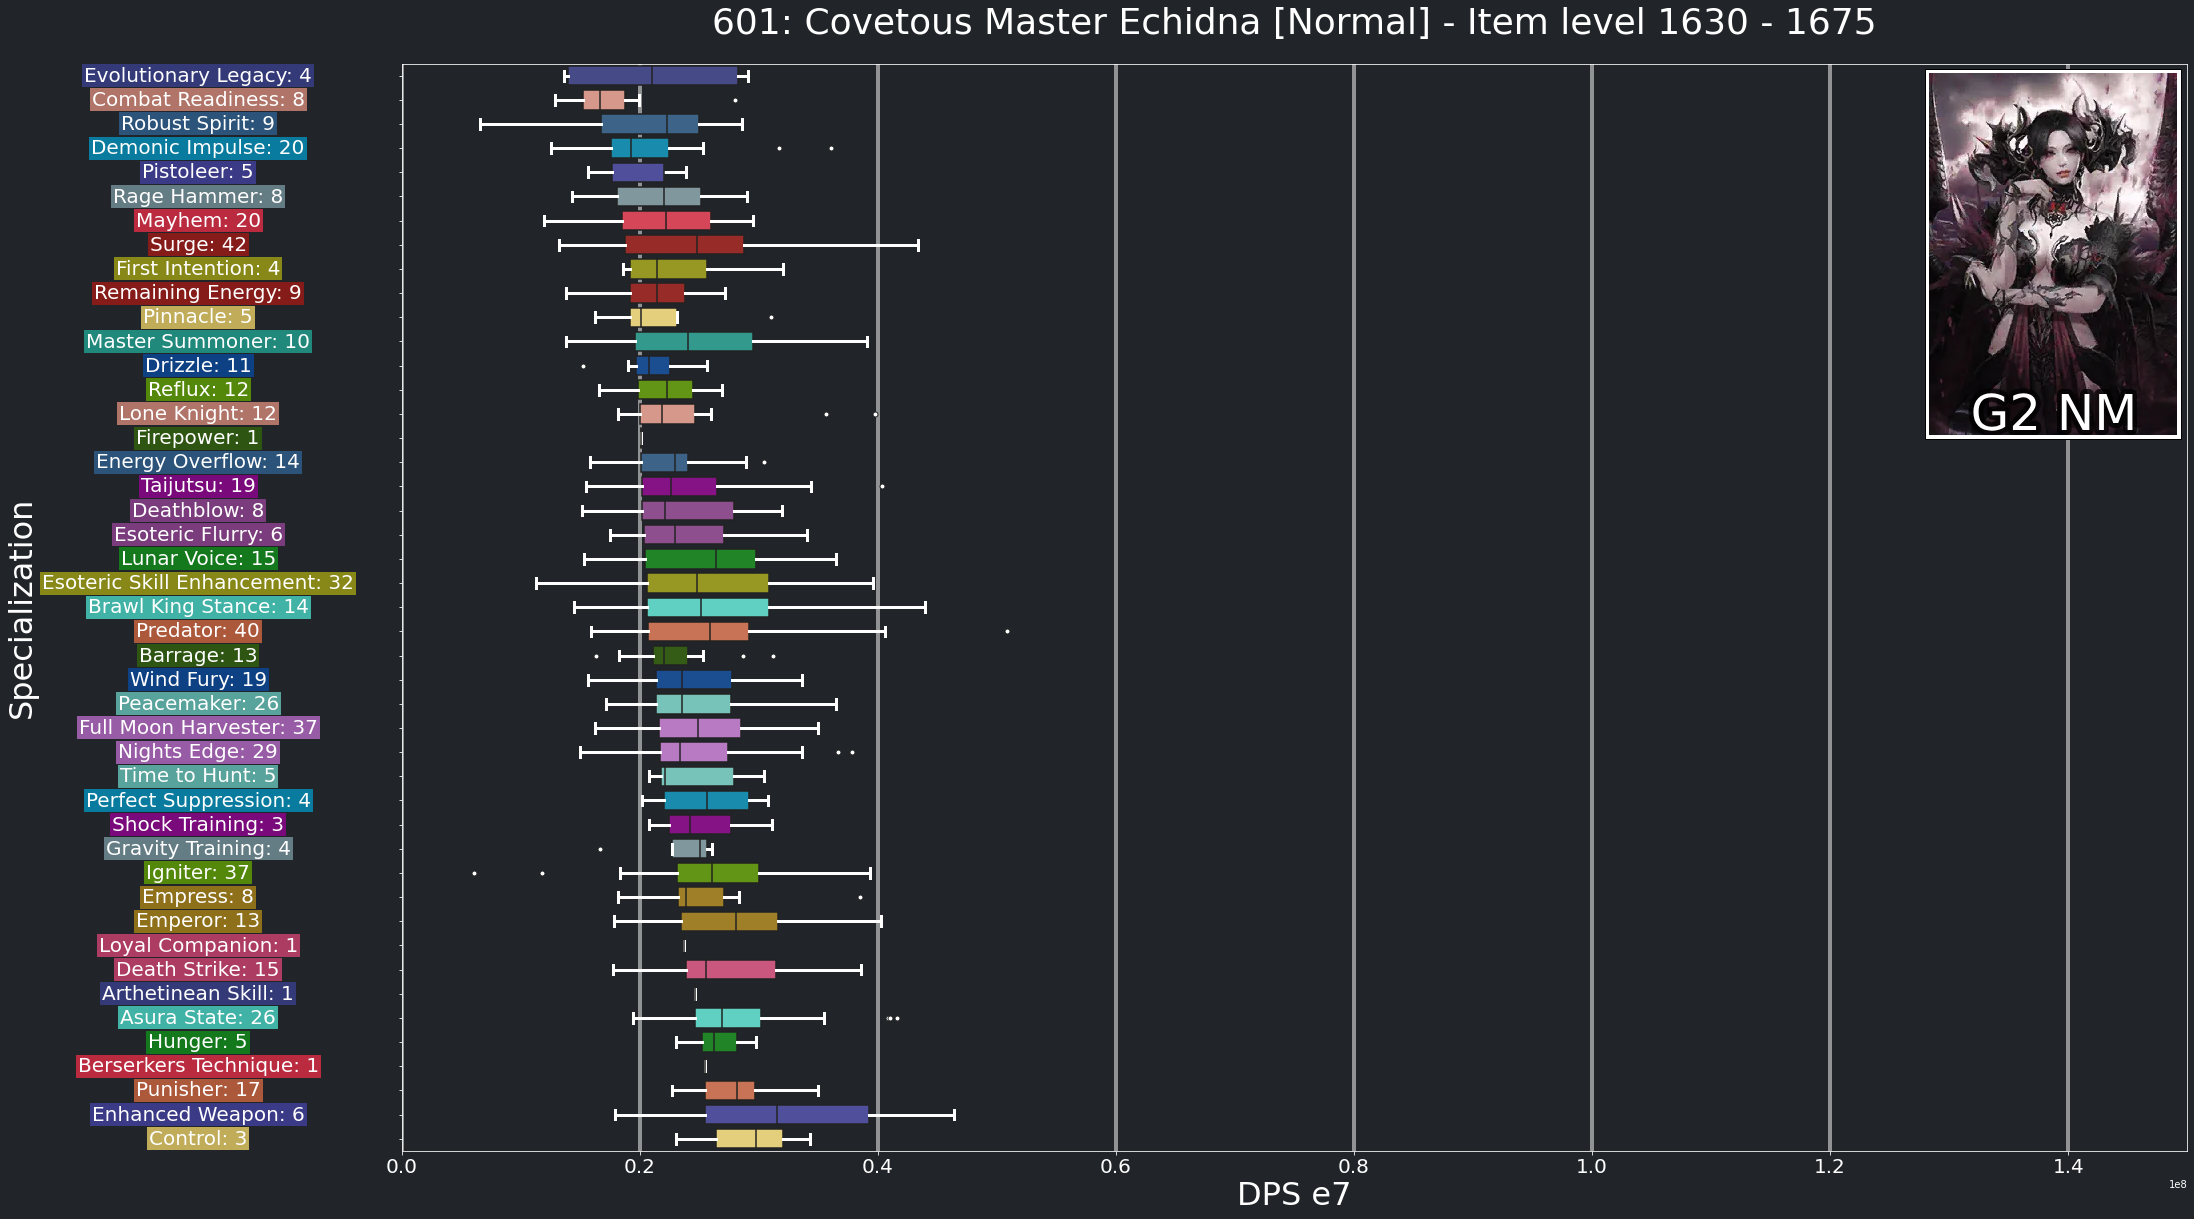 601: Covetous Master Echidna [Normal] - Item level 1630 - 1675
Evolutionary Legacy: 4
Combat Readiness: 8
Robust Spirit: 9
Demonic Impulse: 20
Pistoleer: 5
Rage Hammer: 8
Mayhem: 20
Surge: 42
First Intention: 4
Remaining Energy: 9
Pinnacle: 5
Master Summoner: 10
Drizzle: 11
Reflux: 12
Lone Knight: 12
Firepower: 1
Energy Overflow: 14
Taijutsu: 19
Deathblow: 8
Esoteric Flurry: 6
Lunar Voice: 15
Esoteric Skill Enhancement: 32
Brawl King Stance: 14
Predator: 40
Barrage: 13
Wind Fury: 19
Peacemaker: 26
Full Moon Harvester: 37
Nights Edge: 29
Time to Hunt: 5
Perfect Suppression: 4
Shock Training: 3
Gravity Training: 4
Igniter: 37
Empress: 8
Emperor: 13
Loyal Companion: 1
Death Strike: 15
Arthetinean Skill: 1
Asura State: 26
Hunger: 5
Berserkers Technique: 1
Punisher: 17
Enhanced Weapon: 6
Control: 3
Specialization
G2 NM
0.0 0.2 0.4 0.6 0.8 1.0 1.2 1.4
1e8
DPS e7